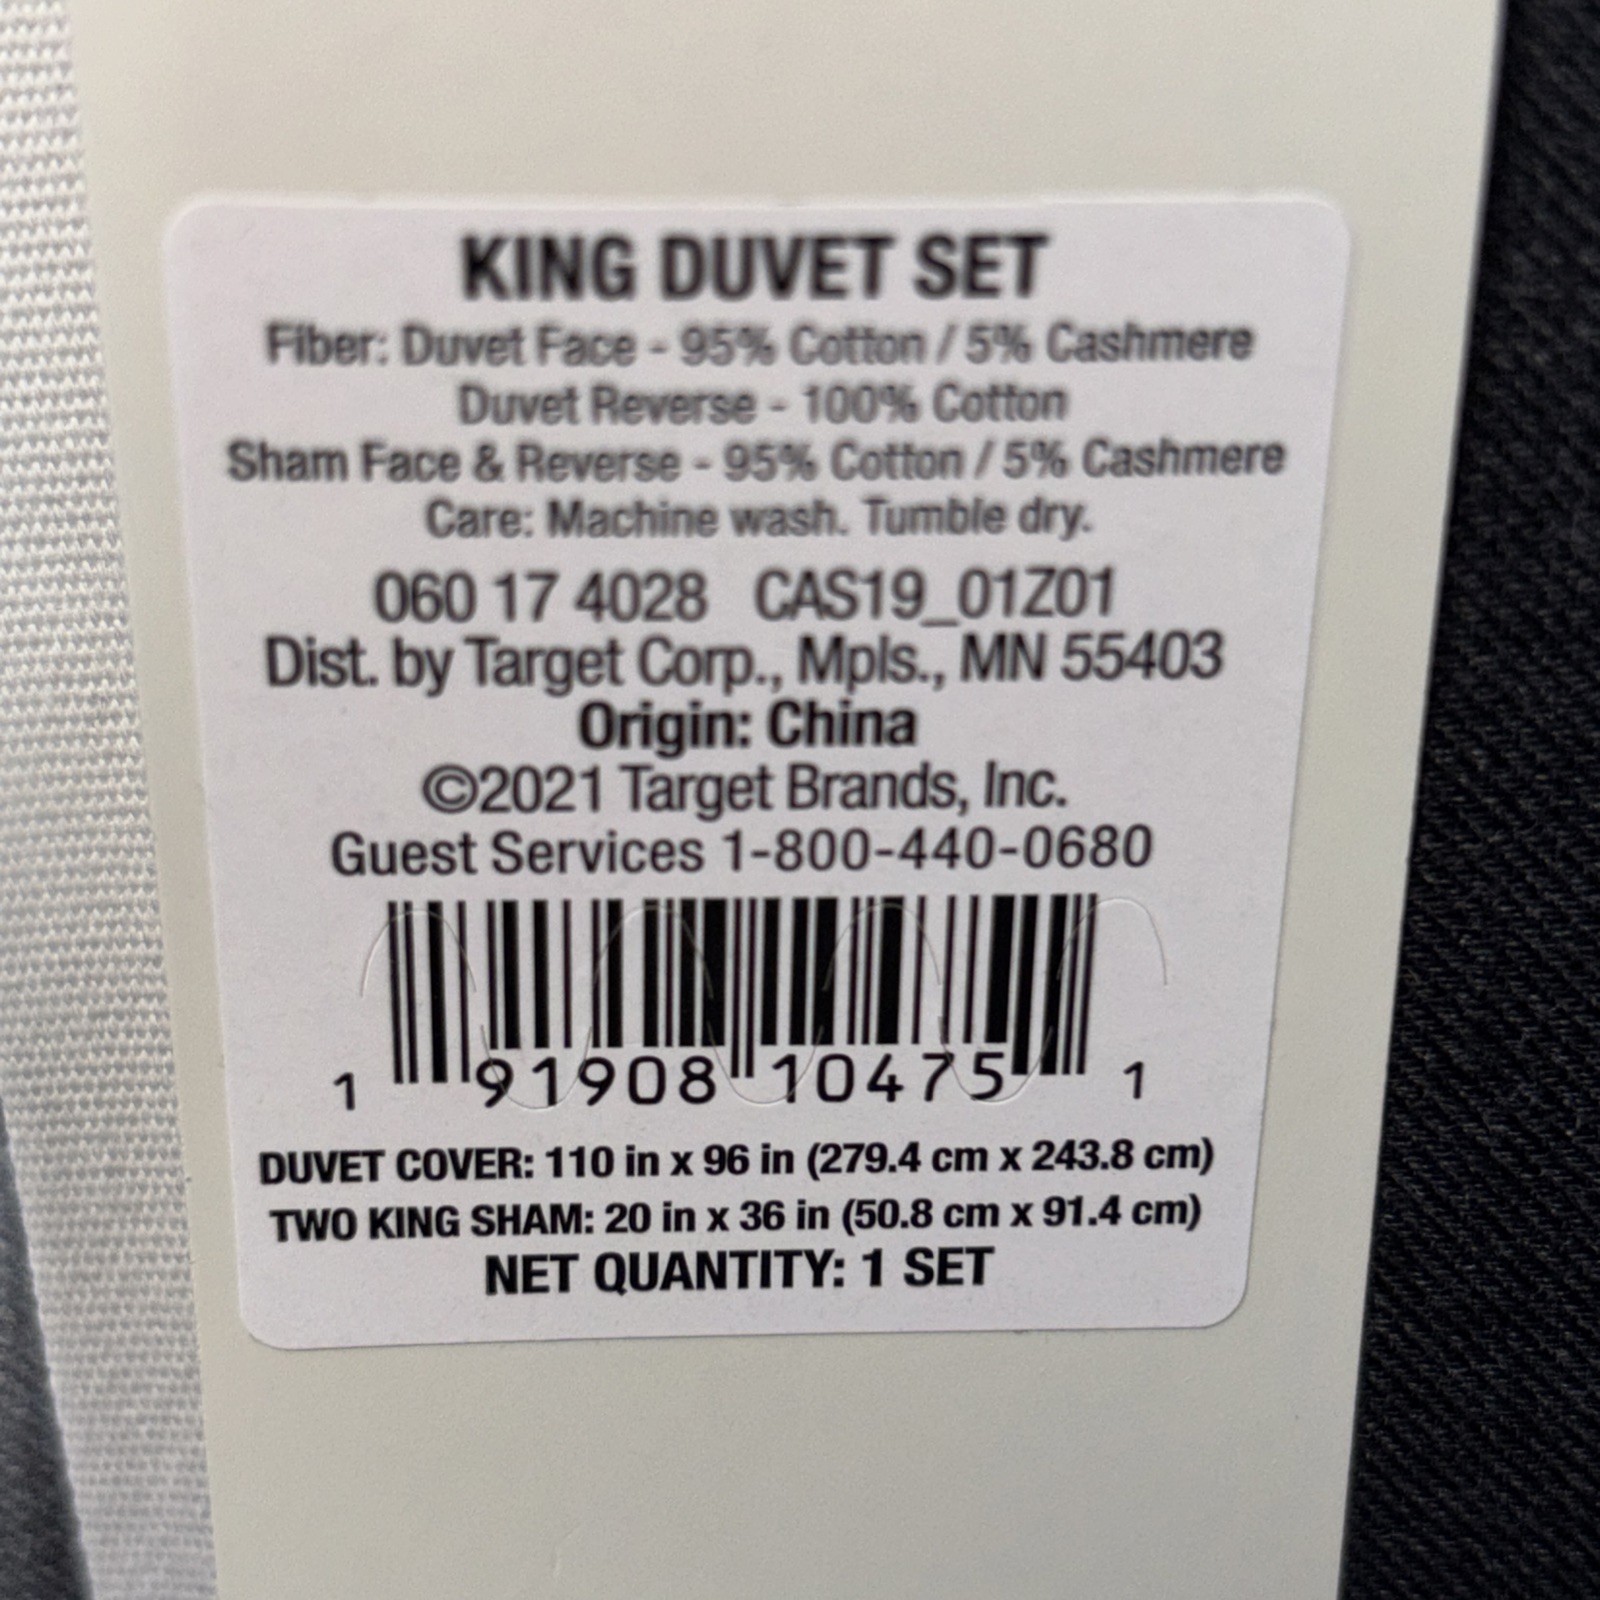 KING DUVET SET
Fiber: Duvet Face - 95% Cotton / 5% Cashmere
Duvet Reverse - 100% Cotton
Sham Face & Reverse - 95% Cotton / 5% Cashmere
Care: Machine wash. Tumble dry.
060 17 4028 CAS19_01Z01
Dist. by Target Corp., Mpls., MN 55403
Origin: China
©2021 Target Brands, Inc.
Guest Services 1-800-440-0680
1 91908 10475 1
DUVET COVER: 110 in x 96 in (279.4 cm x 243.8 cm)
TWO KING SHAM: 20 in x 36 in (50.8 cm x 91.4 cm)
NET QUANTITY: 1 SET